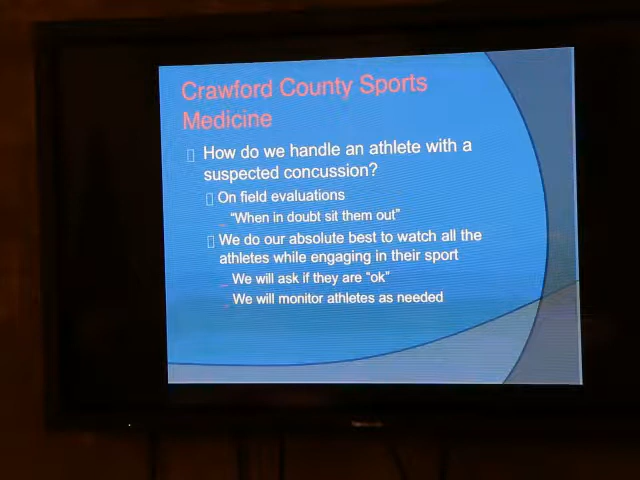 Crawford County Sports
Medicine
How do we handle an athlete with a
suspected concussion?
On field evaluations
"When in doubt sit them out"
We do our absolute best to watch all the
athletes while engaging in their sport
We will ask if they are "ok"
We will monitor athletes as needed